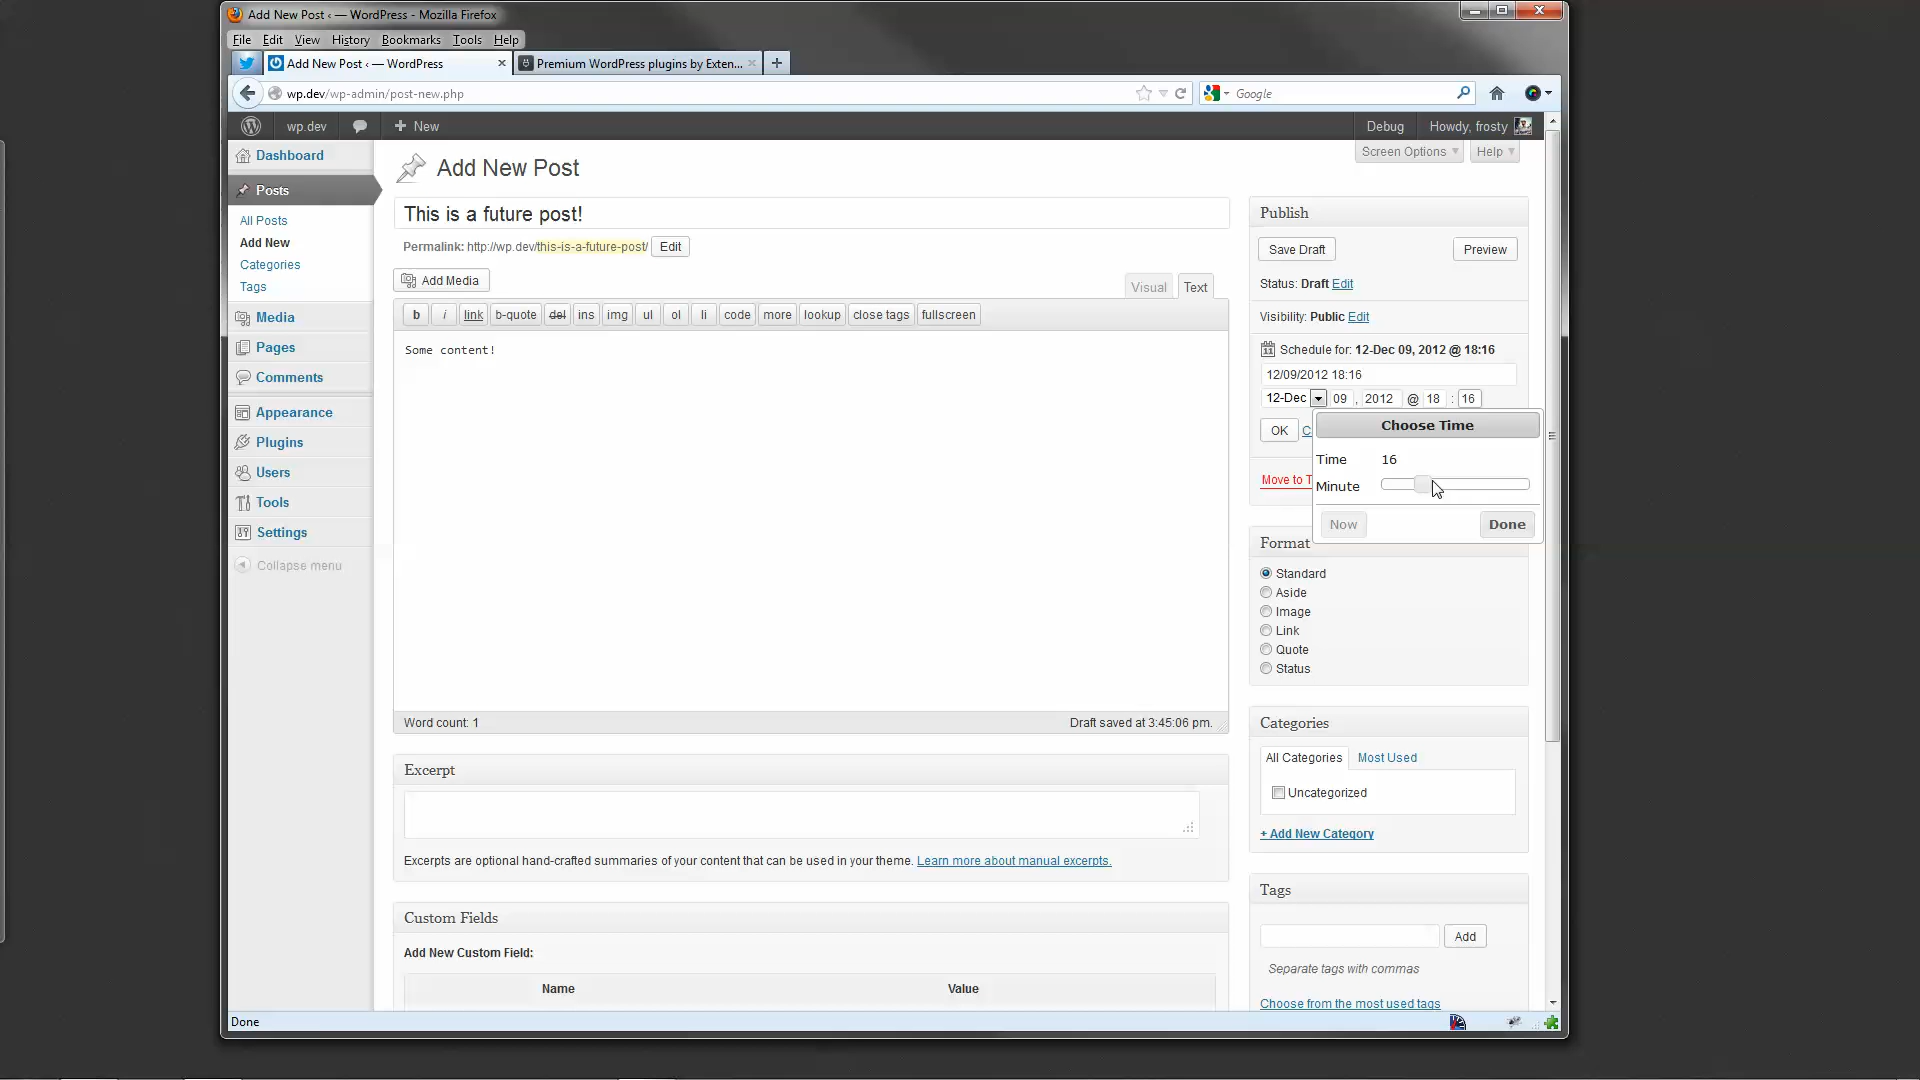 Add New Post ‹ — WordPress - Mozilla Firefox
File Edit View History Bookmarks Tools Help
Add New Post ‹ — WordPress
Premium WordPress plugins by Exten...
wp.dev/wp-admin/post-new.php
Google
wp.dev
New
Debug
Howdy, frosty
Dashboard
Posts
All Posts
Add New
Categories
Tags
Media
Pages
Comments
Appearance
Plugins
Users
Tools
Settings
Collapse menu
Screen Options
Help
Add New Post
This is a future post!
Permalink: http://wp.dev/this-is-a-future-post/ Edit
Add Media
Visual Text
b i link b-quote del ins img ul ol li code more lookup close tags fullscreen
Some content!
Word count: 1
Draft saved at 3:45:06 pm.
Excerpt
Excerpts are optional hand-crafted summaries of your content that can be used in your theme. Learn more about manual excerpts.
Custom Fields
Add New Custom Field:
Name Value
Publish
Save Draft Preview
Status: Draft Edit
Visibility: Public Edit
11 Schedule for: 12-Dec 09, 2012 @ 18:16
12/09/2012 18:16
12-Dec 09 , 2012 @ 18 : 16
OK C
Move to T
Choose Time
Time 16
Minute
Now Done
Format
Standard
Aside
Image
Link
Quote
Status
Categories
All Categories Most Used
Uncategorized
+ Add New Category
Tags
Add
Separate tags with commas
Choose from the most used tags
Done